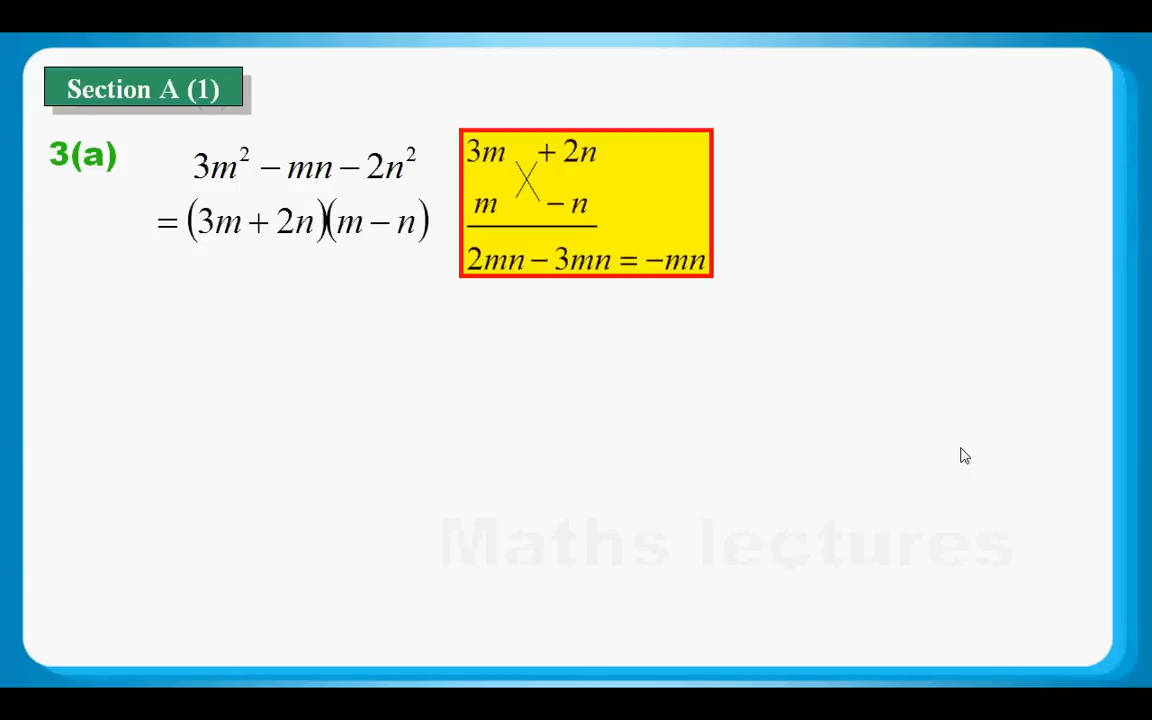 Section A (1)
3(a)
3m² − mn − 2n²
= (3m + 2n)(m − n)
3m + 2n
m − n
2mn − 3mn = −mn
Maths lectures